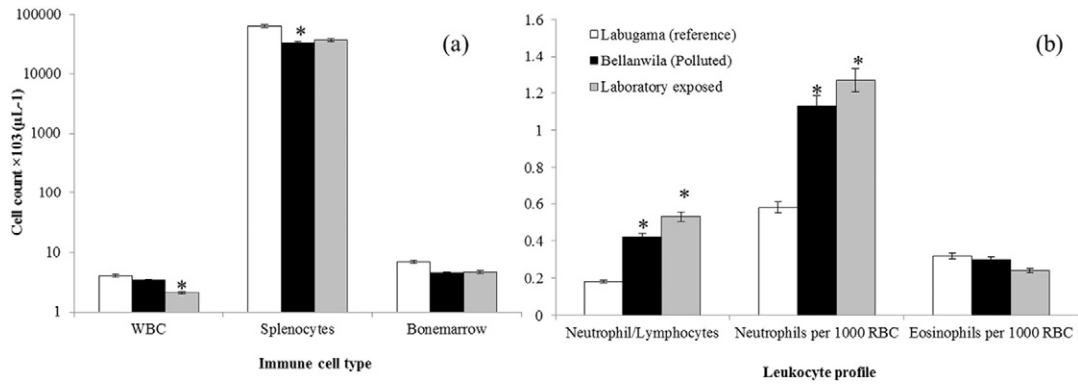 100000
10000
1000
100
10
1
Cell count ×103 (µL-1)
(a)
*
*
WBC
Splenocytes
Bonemarrow
Immune cell type
1.6
1.4
1.2
1
0.8
0.6
0.4
0.2
0
Labugama (reference)
Bellanwila (Polluted)
Laboratory exposed
(b)
*
*
*
*
Neutrophil/Lymphocytes
Neutrophils per 1000 RBC
Eosinophils per 1000 RBC
Leukocyte profile